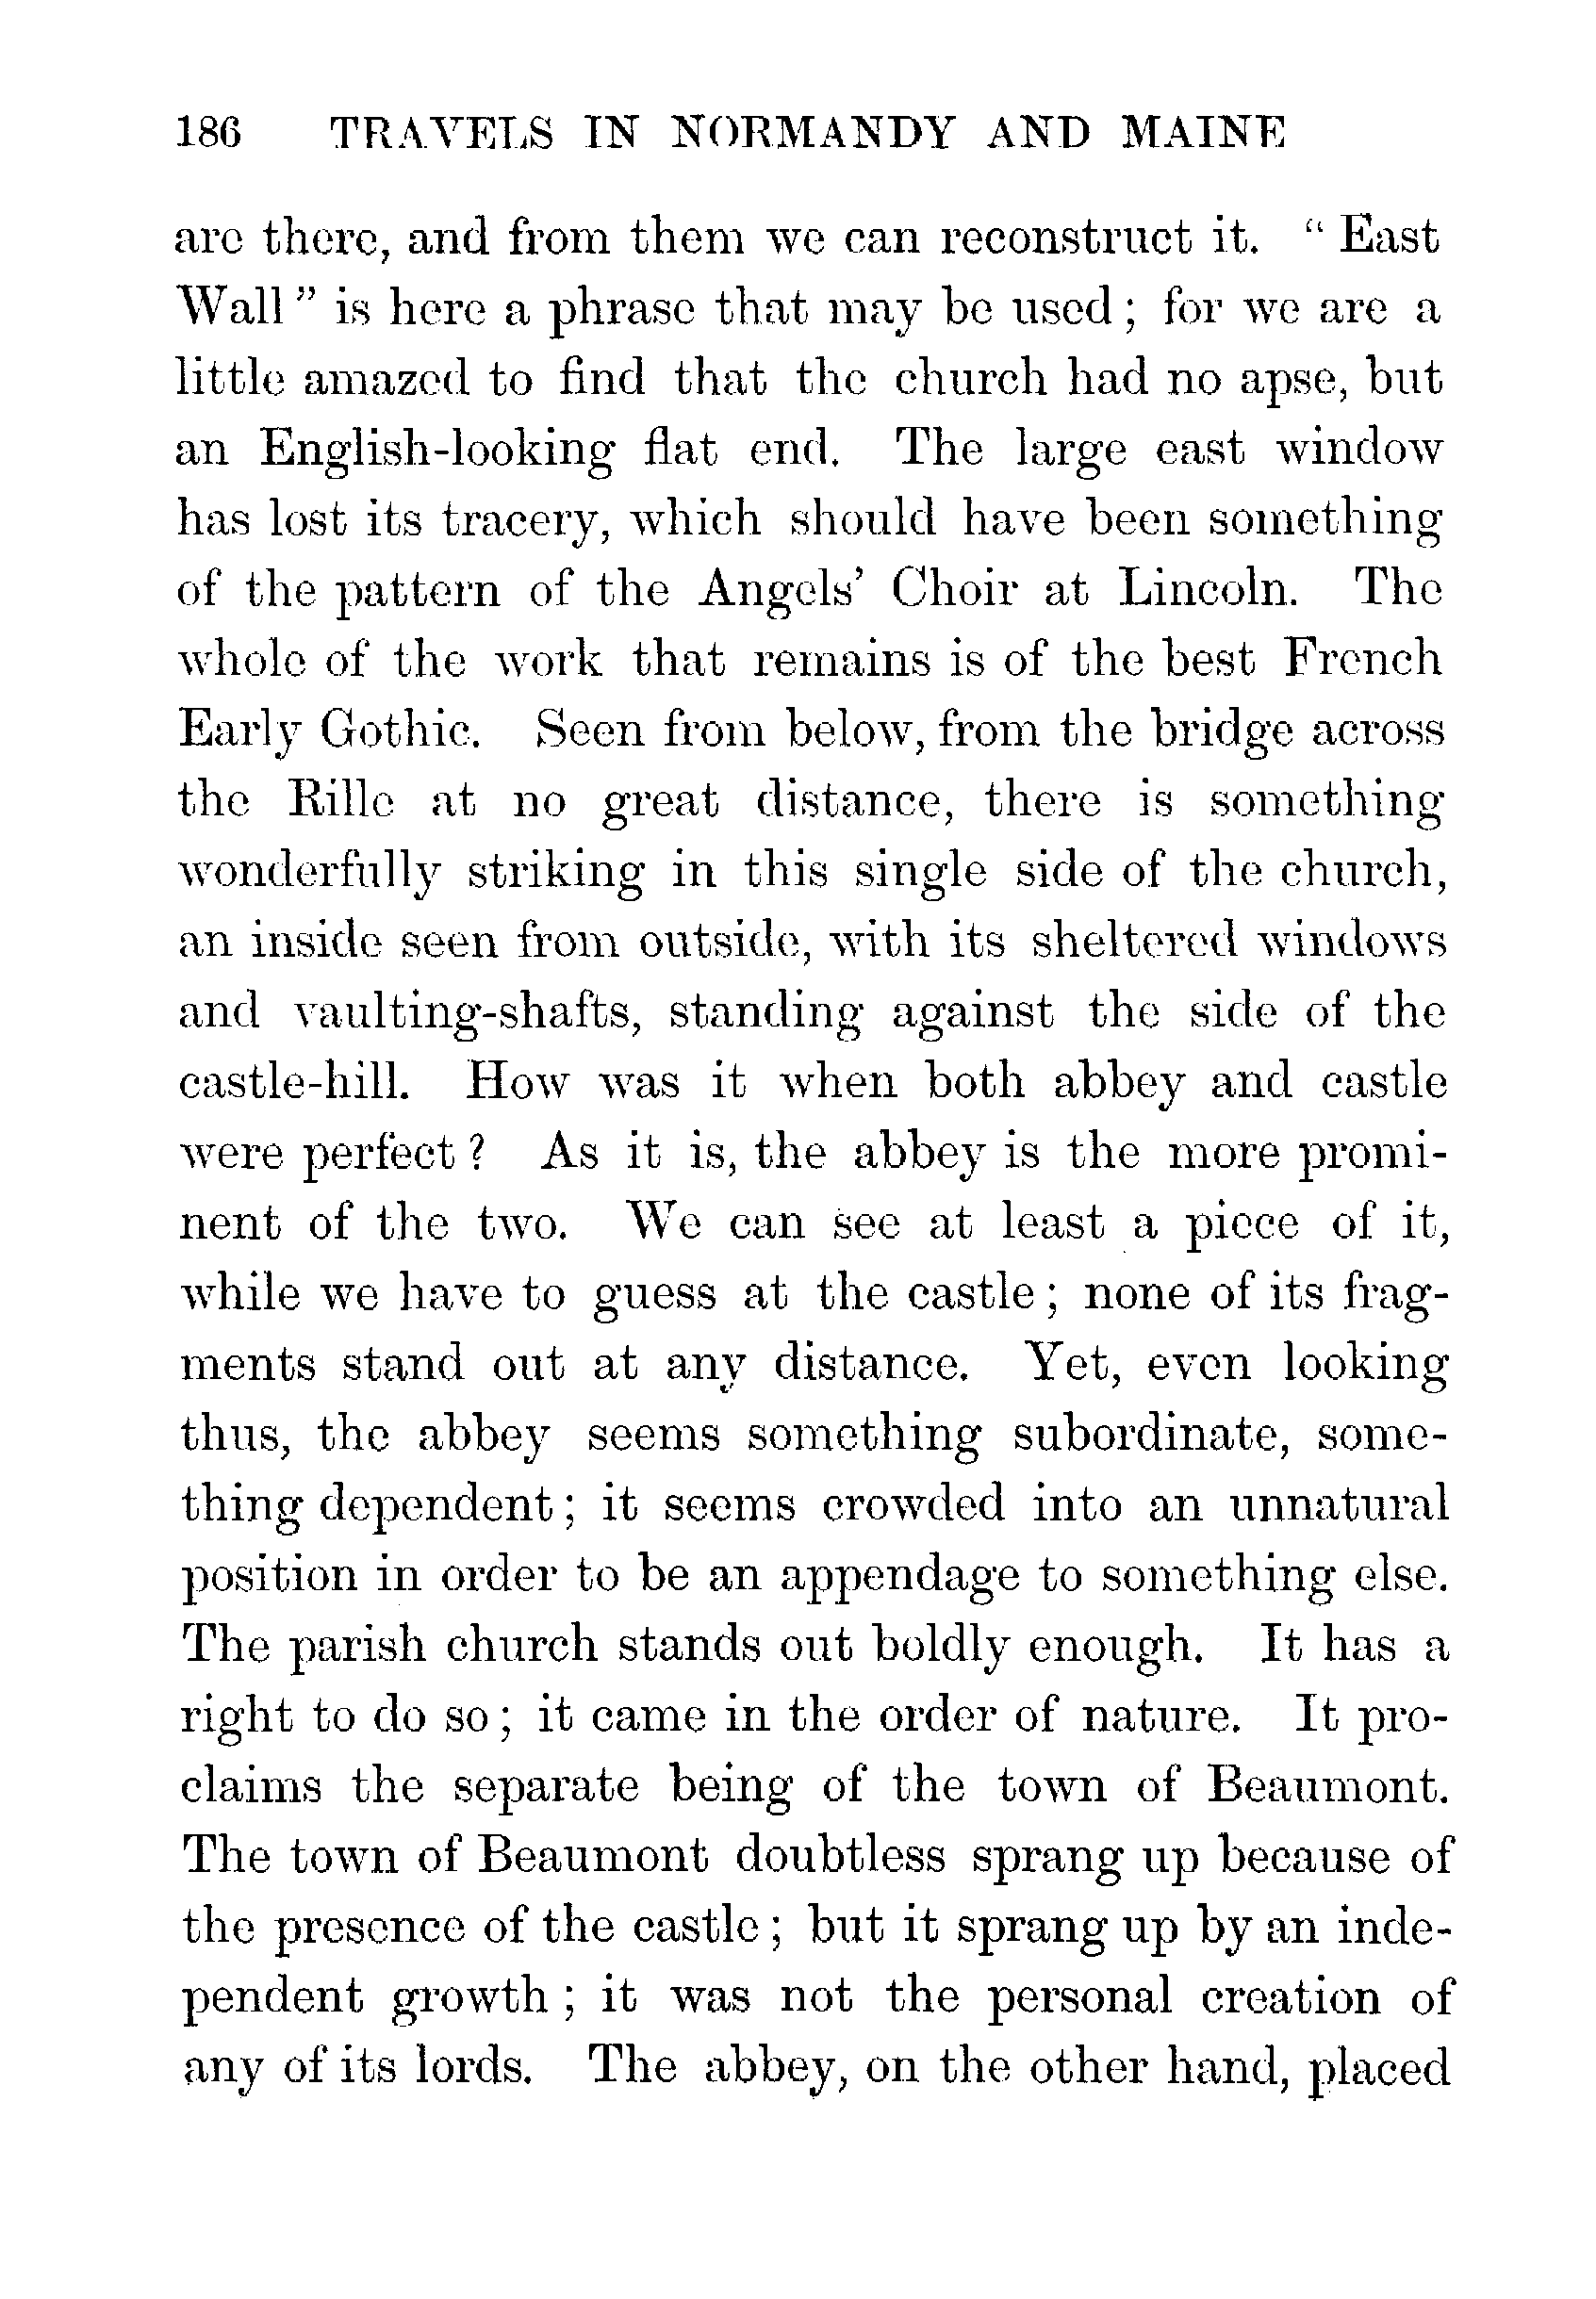 186 TRAVELS IN NORMANDY AND MAINE
are there, and from them we can reconstruct it. “ East
Wall ” is here a phrase that may be used ; for we are a
little amazed to find that the church had no apse, but
an English-looking flat end. The large east window
has lost its tracery, which should have been something
of the pattern of the Angels’ Choir at Lincoln. The
whole of the work that remains is of the best French
Early Gothic. Seen from below, from the bridge across
the Rille at no great distance, there is something
wonderfully striking in this single side of the church,
an inside seen from outside, with its sheltered windows
and vaulting-shafts, standing against the side of the
castle-hill. How was it when both abbey and castle
were perfect ? As it is, the abbey is the more promi-
nent of the two. We can see at least a piece of it,
while we have to guess at the castle ; none of its frag-
ments stand out at any distance. Yet, even looking
thus, the abbey seems something subordinate, some-
thing dependent ; it seems crowded into an unnatural
position in order to be an appendage to something else.
The parish church stands out boldly enough. It has a
right to do so ; it came in the order of nature. It pro-
claims the separate being of the town of Beaumont.
The town of Beaumont doubtless sprang up because of
the presence of the castle ; but it sprang up by an inde-
pendent growth ; it was not the personal creation of
any of its lords. The abbey, on the other hand, placed